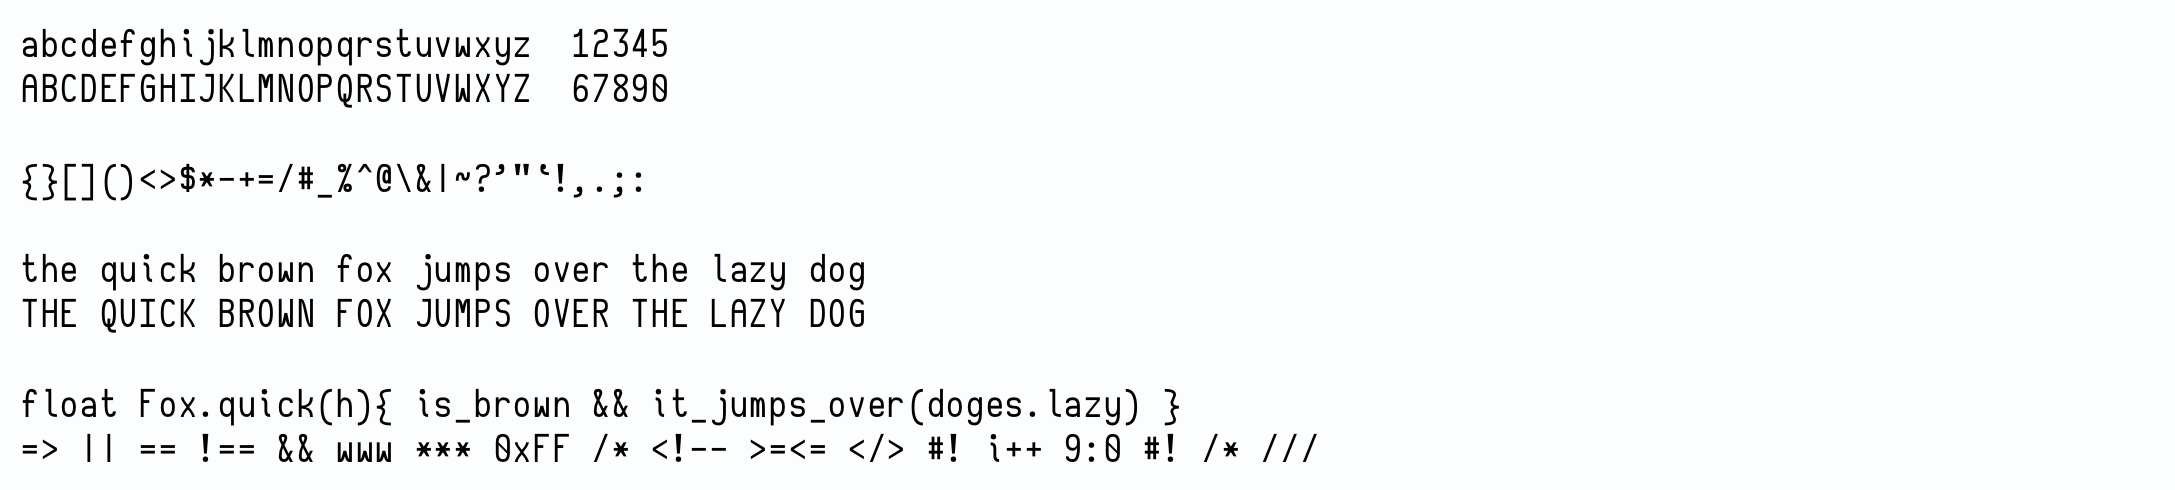 abcdefghijklmnopqrstuvwxyz  12345
ABCDEFGHIJKLMNOPQRSTUVWXYZ  67890
{}[]()<>$*-+=/#_%^@\&|~?'"`!,.;:
the quick brown fox jumps over the lazy dog
THE QUICK BROWN FOX JUMPS OVER THE LAZY DOG
float Fox.quick(h){ is_brown && it_jumps_over(doges.lazy) }
=> || == !== && www *** 0xFF /* <!-- >=<= </> #! i++ 9:0 #! /* ///